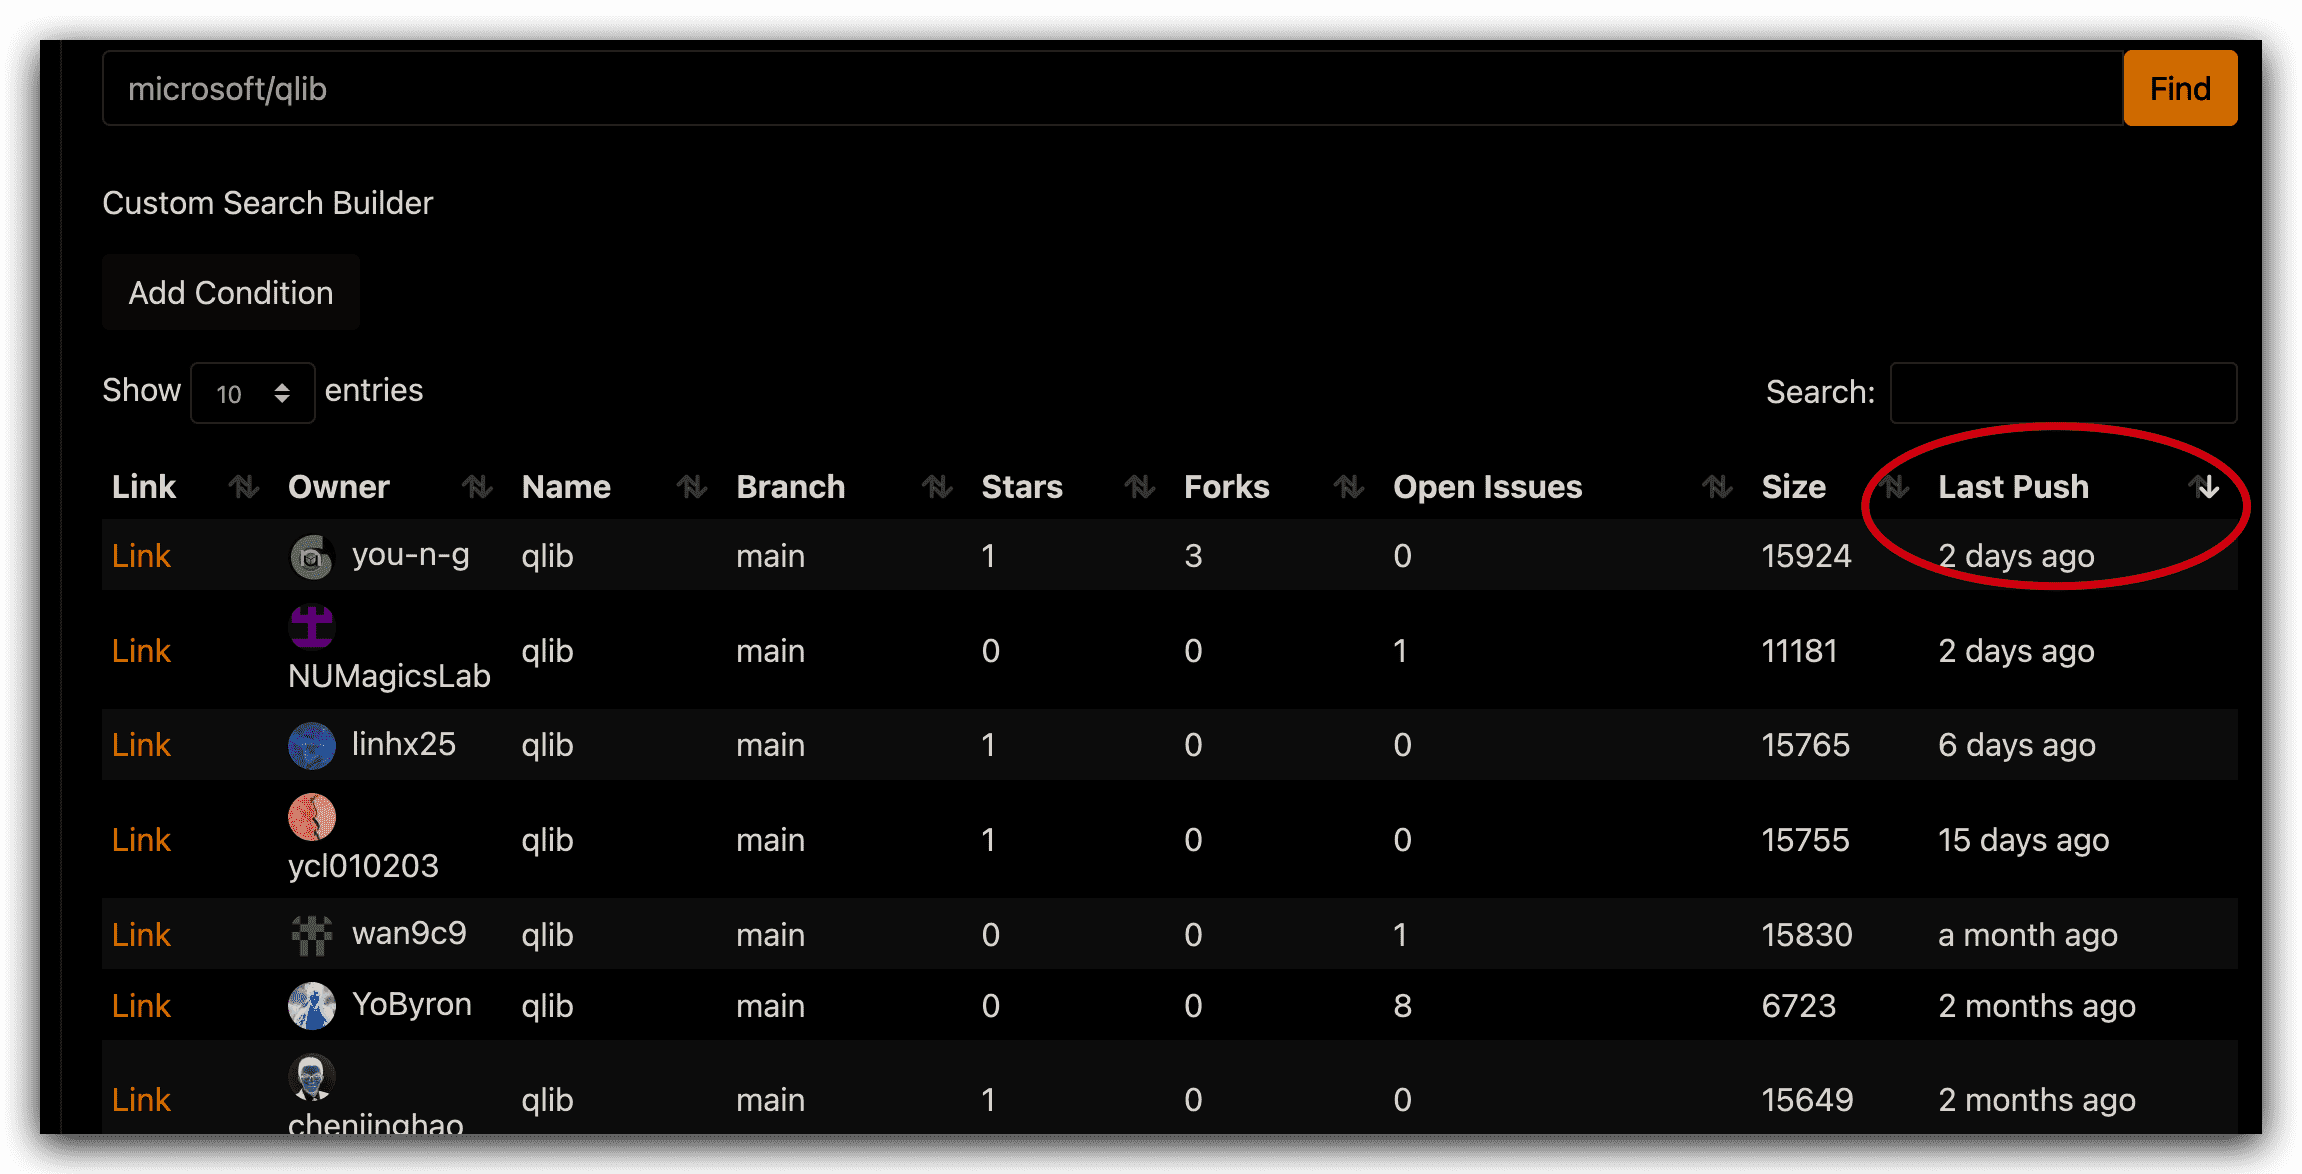 microsoft/qlib Find
Custom Search Builder
Add Condition
Show 10 entries Search:
Link Owner Name Branch Stars Forks Open Issues Size Last Push
Link you-n-g qlib main 1 3 0 15924 2 days ago
Link NUMagicsLab qlib main 0 0 1 11181 2 days ago
Link linhx25 qlib main 1 0 0 15765 6 days ago
Link ycl010203 qlib main 1 0 0 15755 15 days ago
Link wan9c9 qlib main 0 0 1 15830 a month ago
Link YoByron qlib main 0 0 8 6723 2 months ago
Link chenjinghao qlib main 1 0 0 15649 2 months ago